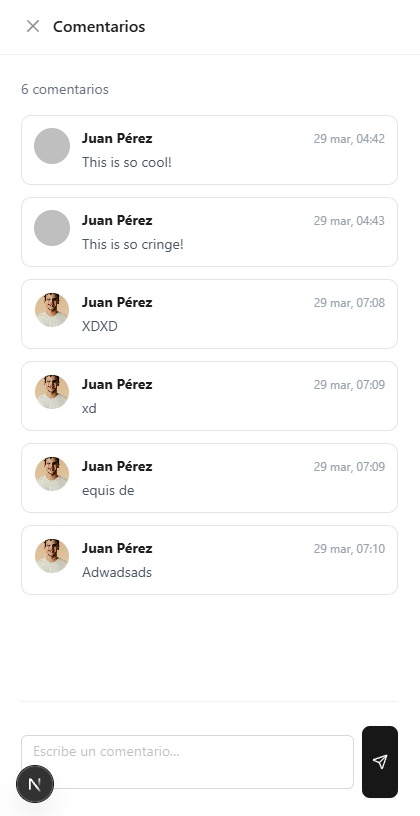 Comentarios
6 comentarios
Juan Pérez 29 mar, 04:42
This is so cool!
Juan Pérez 29 mar, 04:43
This is so cringe!
Juan Pérez 29 mar, 07:08
XDXD
Juan Pérez 29 mar, 07:09
xd
Juan Pérez 29 mar, 07:09
equis de
Juan Pérez 29 mar, 07:10
Adwadsads
Escribe un comentario...
N